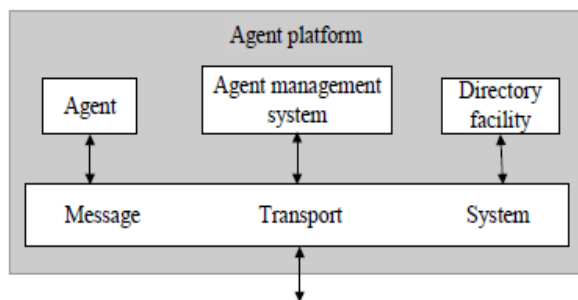 Agent platform
Agent
Agent management
system
Directory
facility
Message Transport System